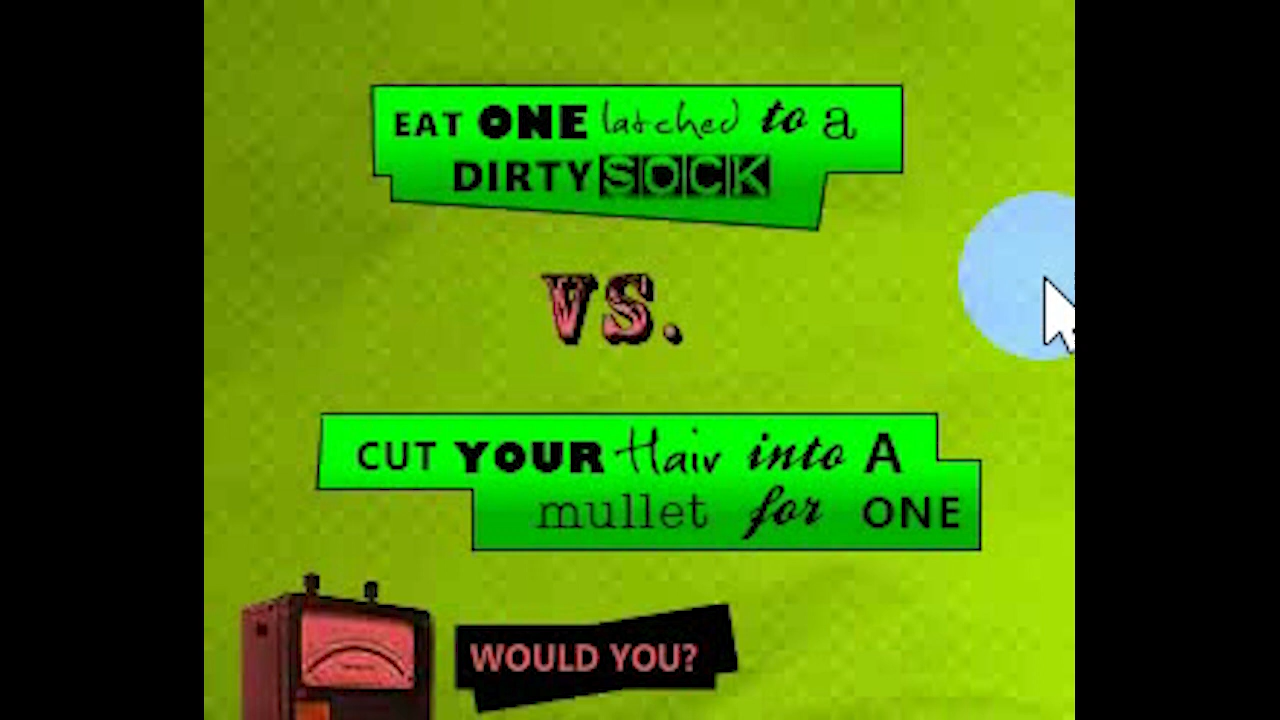 EAT ONE latched to a
DIRTY SOCK
VS.
CUT YOUR Hair into A
mullet for ONE
WOULD YOU?